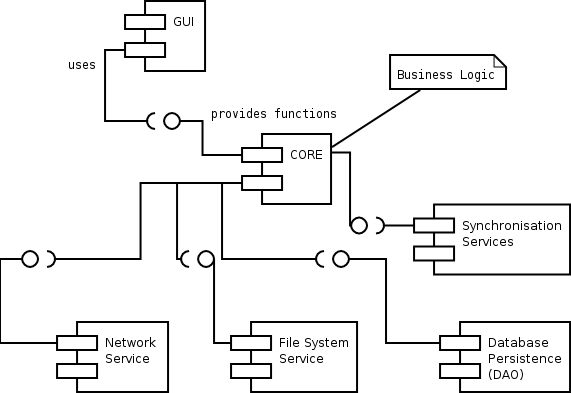 GUI
uses
Business Logic
provides functions
CORE
Synchronisation
Services
Network
Service
File System
Service
Database
Persistence
(DAO)